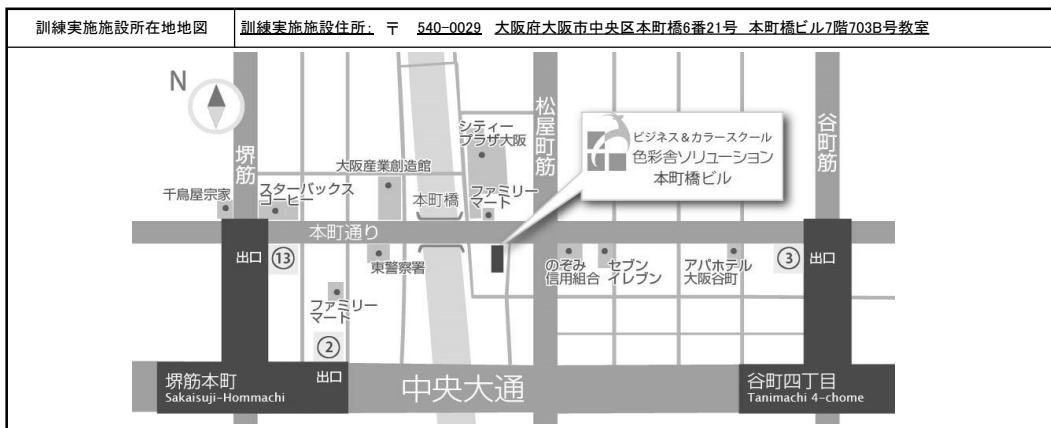 訓練実施施設所在地地図
訓練実施施設住所: 〒 540-0029 大阪府大阪市中央区本町橋6番21号 本町橋ビル7階703B号教室
N
堺筋
松屋町筋
谷町筋
シティー
プラザ大阪
ビジネス&カラースクール
色彩舎ソリューション
本町橋ビル
大阪産業創造館
千鳥屋宗家
スターバックス
コーヒー
本町橋
ファミリー
マート
本町通り
出口 ⑬
東警察署
のぞみ
信用組合
セブン
イレブン
アパホテル
大阪谷町
③ 出口
ファミリー
マート
②
出口
堺筋本町
Sakaisuji-Hommachi
中央大通
谷町四丁目
Tanimachi 4-chome